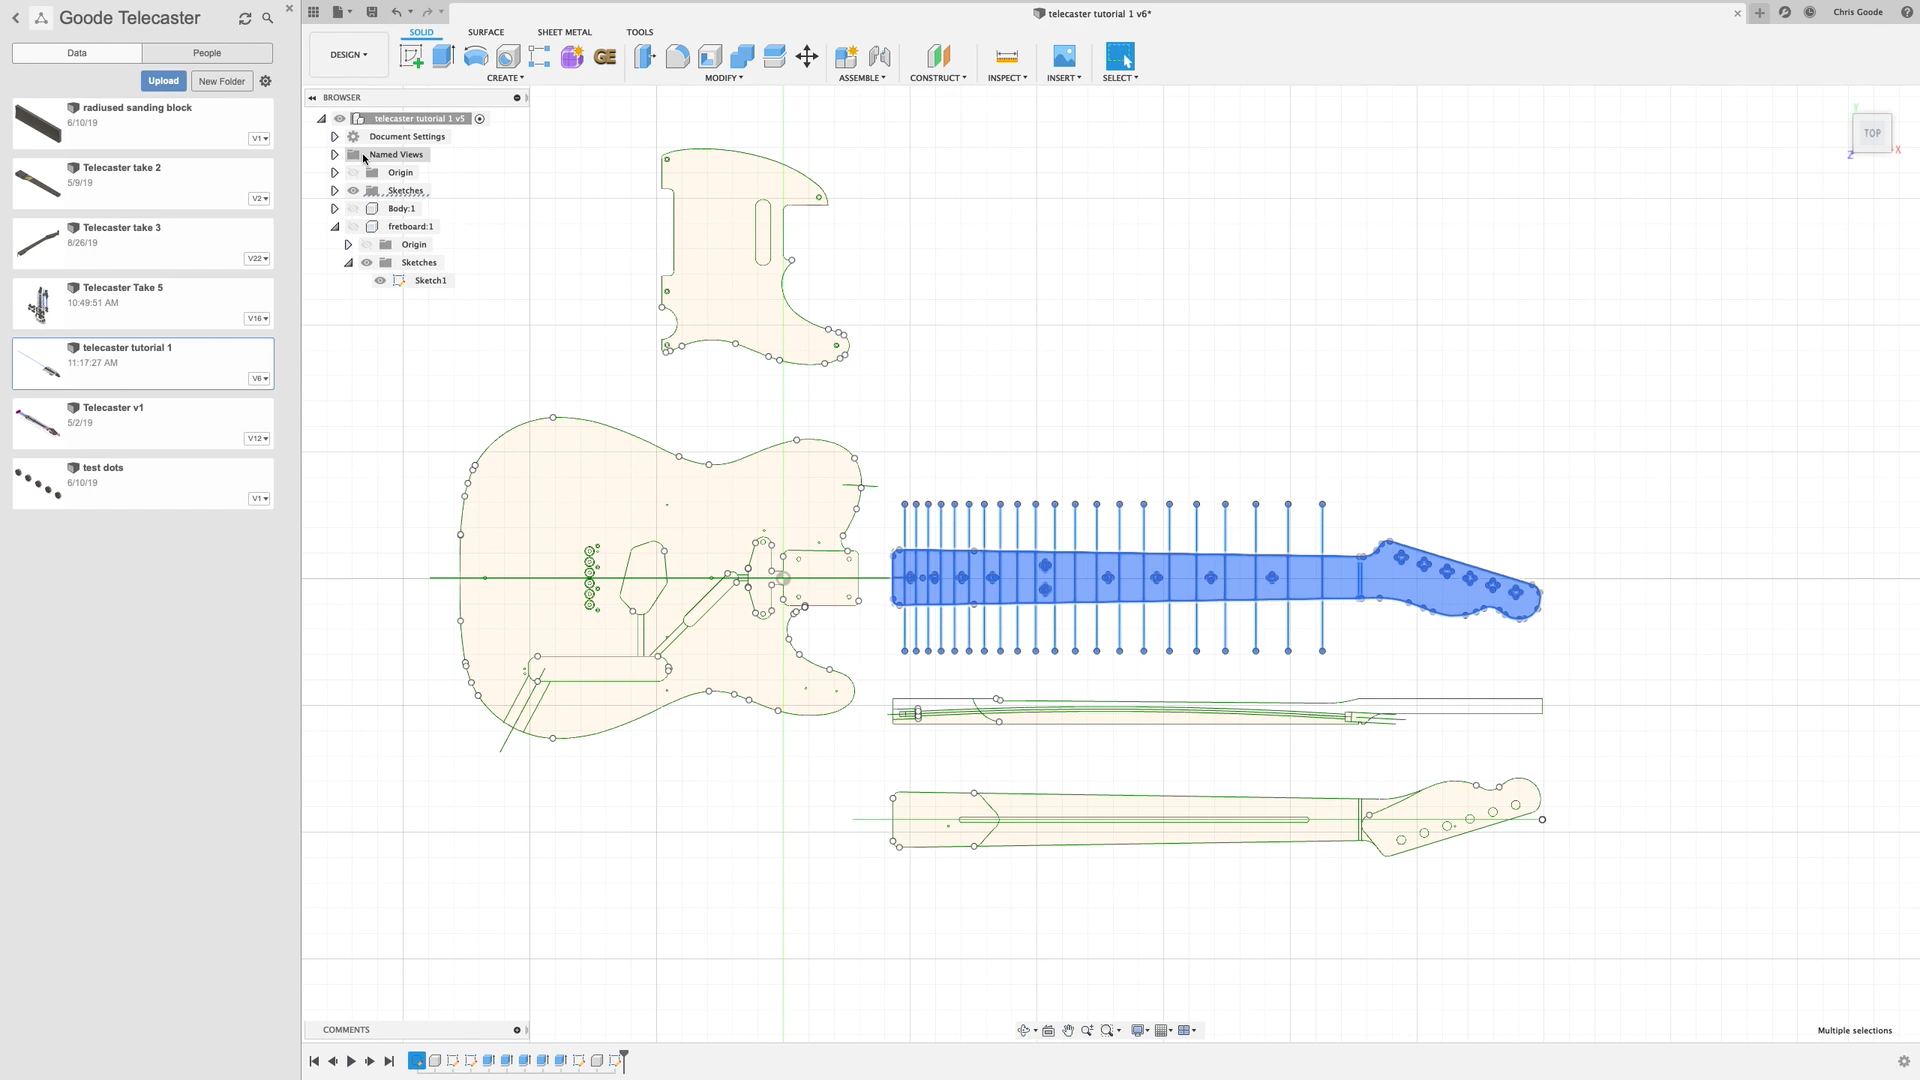 Goode Telecaster
Data
People
Upload
New Folder
radiused sanding block
6/10/19
V1
Telecaster take 2
5/9/19
V2
Telecaster take 3
8/26/19
V22
Telecaster Take 5
10:49:51 AM
V16
telecaster tutorial 1
11:17:27 AM
V6
Telecaster v1
5/2/19
V12
test dots
6/10/19
V1
telecaster tutorial 1 v6*
Chris Goode
DESIGN
SOLID
SURFACE
SHEET METAL
TOOLS
GE
CREATE
MODIFY
ASSEMBLE
CONSTRUCT
INSPECT
INSERT
SELECT
BROWSER
telecaster tutorial 1 v5
Document Settings
Named Views
Origin
Sketches
Body:1
fretboard:1
Origin
Sketches
Sketch1
Y
TOP
X
Z
COMMENTS
Multiple selections